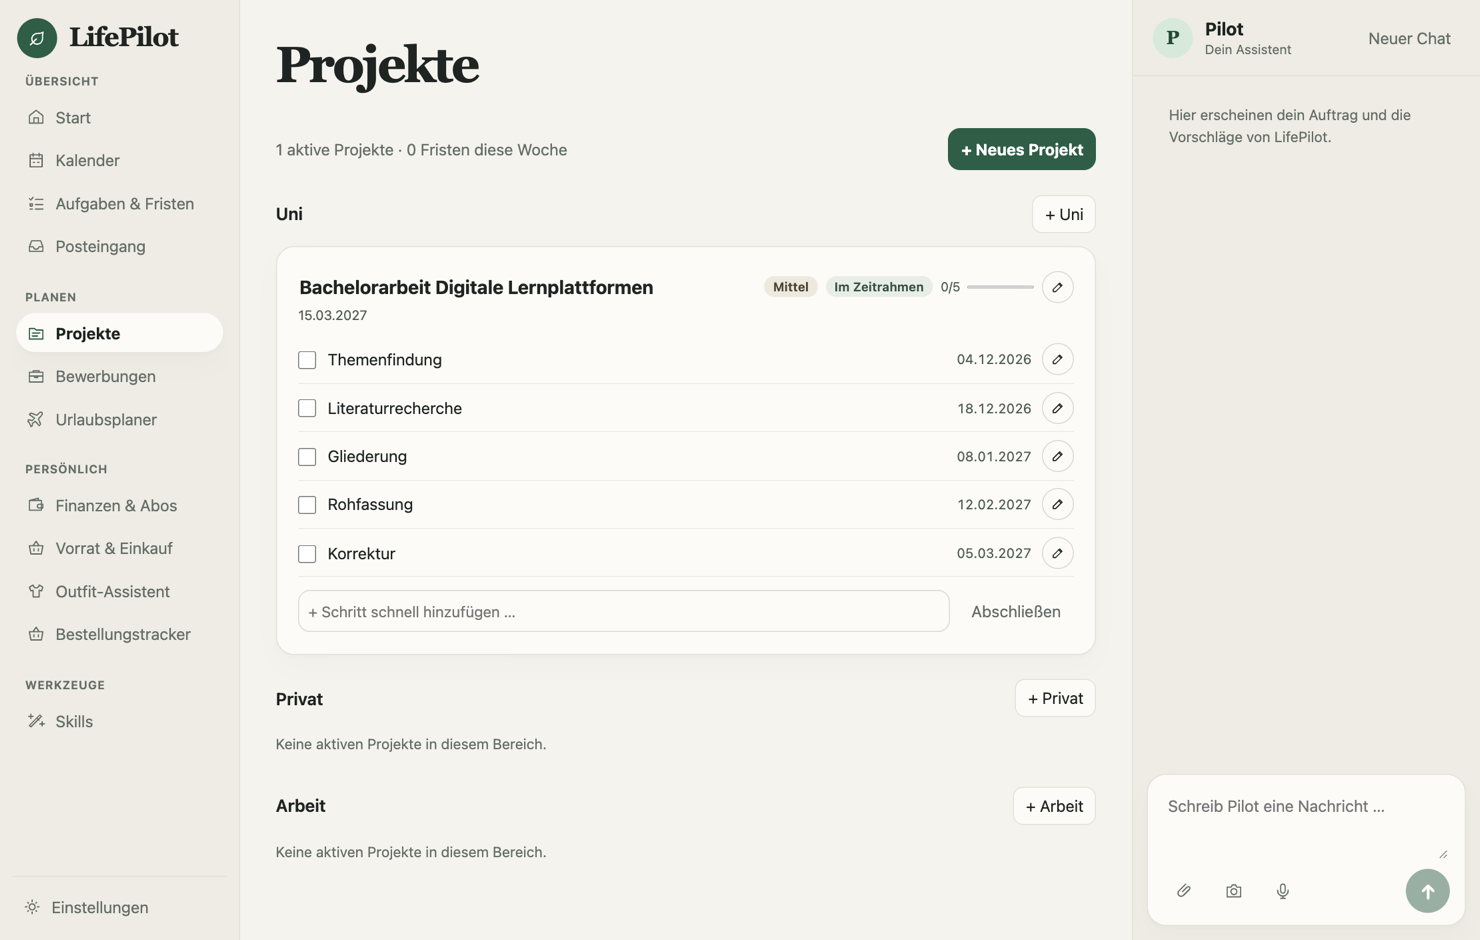 LifePilot
ÜBERSICHT
Start
Kalender
Aufgaben & Fristen
Posteingang
PLANEN
Projekte
Bewerbungen
Urlaubsplaner
PERSÖNLICH
Finanzen & Abos
Vorrat & Einkauf
Outfit-Assistent
Bestellungstracker
WERKZEUGE
Skills
Einstellungen
Projekte
1 aktive Projekte · 0 Fristen diese Woche
+ Neues Projekt
Uni
+ Uni
Bachelorarbeit Digitale Lernplattformen
Mittel
Im Zeitrahmen
0/5
15.03.2027
Themenfindung
04.12.2026
Literaturrecherche
18.12.2026
Gliederung
08.01.2027
Rohfassung
12.02.2027
Korrektur
05.03.2027
+ Schritt schnell hinzufügen ...
Abschließen
Privat
+ Privat
Keine aktiven Projekte in diesem Bereich.
Arbeit
+ Arbeit
Keine aktiven Projekte in diesem Bereich.
P
Pilot
Dein Assistent
Neuer Chat
Hier erscheinen dein Auftrag und die
Vorschläge von LifePilot.
Schreib Pilot eine Nachricht ...